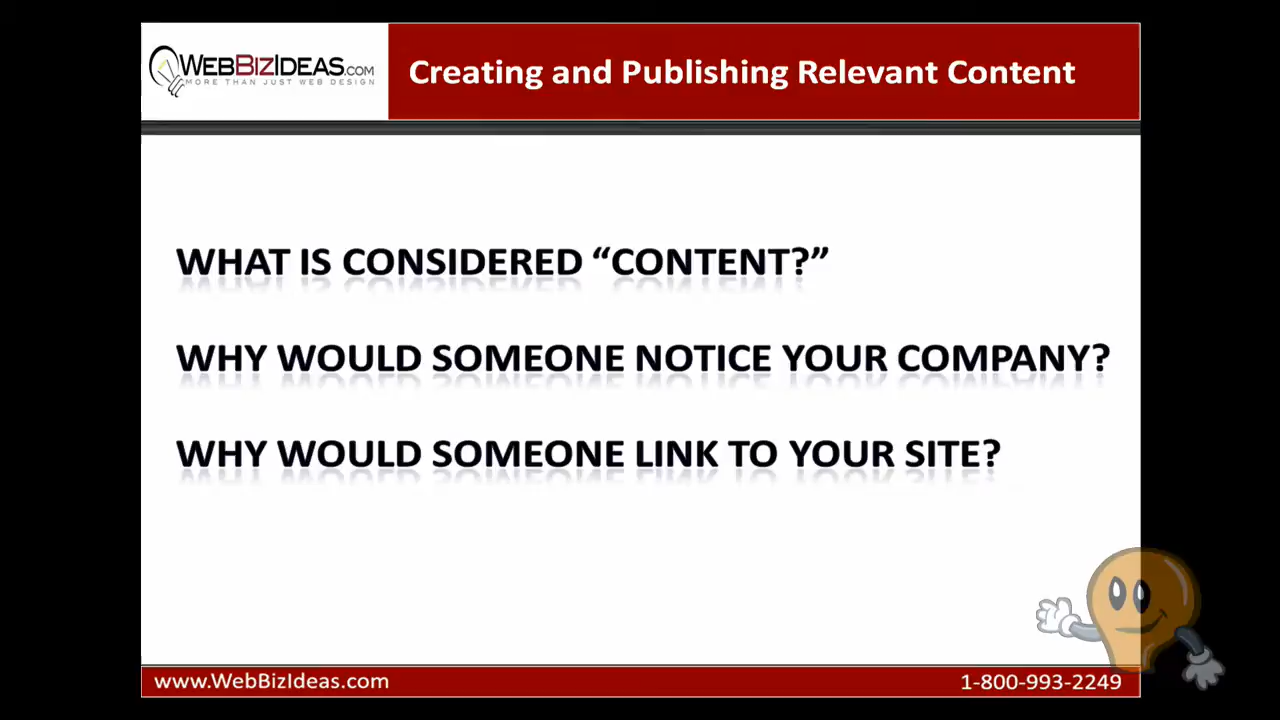 WEBBIZIDEAS.COM
MORE THAN JUST WEB DESIGN
Creating and Publishing Relevant Content
WHAT IS CONSIDERED “CONTENT?”
WHY WOULD SOMEONE NOTICE YOUR COMPANY?
WHY WOULD SOMEONE LINK TO YOUR SITE?
www.WebBizIdeas.com
1-800-993-2249